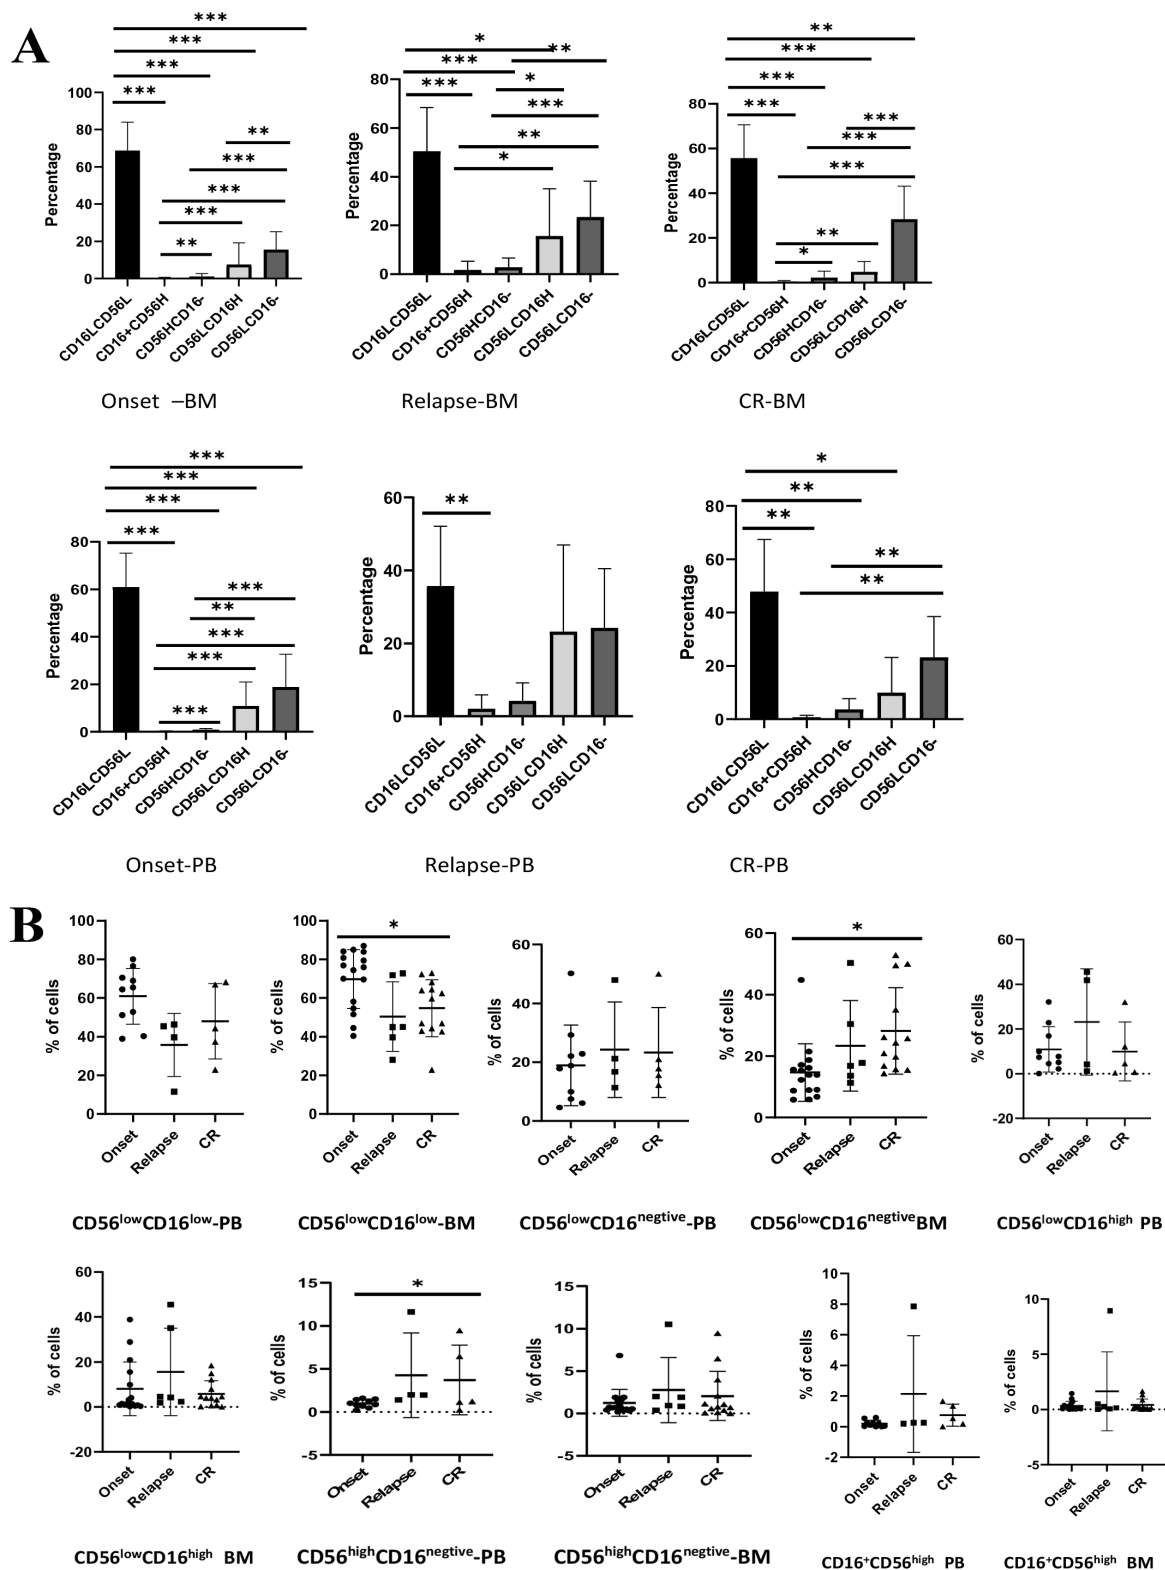 A
*** *** *** *** ** *** *** *** **
Percentage
100
80
60
40
20
0
CD16LCD56L
CD16+CD56H
CD56HCD16-
CD56LCD16H
CD56LCD16-
Onset –BM
* ** *** * *** *** ** *
Percentage
80
60
40
20
0
CD16LCD56L
CD16+CD56H
CD56HCD16-
CD56LCD16H
CD56LCD16-
Relapse-BM
** *** *** *** *** *** *** ** *
Percentage
80
60
40
20
0
CD16LCD56L
CD16+CD56H
CD56HCD16-
CD56LCD16H
CD56LCD16-
CR-BM
*** *** *** *** *** ** *** *** ***
Percentage
80
60
40
20
0
CD16LCD56L
CD16+CD56H
CD56HCD16-
CD56LCD16H
CD56LCD16-
Onset-PB
**
Percentage
60
40
20
0
CD16LCD56L
CD16+CD56H
CD56HCD16-
CD56LCD16H
CD56LCD16-
Relapse-PB
* ** ** ** **
Percentage
80
60
40
20
0
CD16LCD56L
CD16+CD56H
CD56HCD16-
CD56LCD16H
CD56LCD16-
CR-PB
B
% of cells
100
80
60
40
20
0
Onset Relapse CR
CD56lowCD16low-PB
*
% of cells
100
80
60
40
20
0
Onset Relapse CR
CD56lowCD16low-BM
% of cells
60
40
20
0
Onset Relapse CR
CD56lowCD16negtive-PB
*
% of cells
60
40
20
0
Onset Relapse CR
CD56lowCD16negtiveBM
% of cells
60
40
20
0
-20
Onset Relapse CR
CD56lowCD16high PB
% of cells
60
40
20
0
-20
Onset Relapse CR
CD56lowCD16high BM
*
% of cells
15
10
5
0
-5
Onset Relapse CR
CD56highCD16negtive-PB
% of cells
15
10
5
0
-5
Onset Relapse CR
CD56highCD16negtive-BM
% of cells
10
8
6
4
2
0
-2
Onset Relapse CR
CD16+CD56high PB
% of cells
10
5
0
-5
Onset Relapse CR
CD16+CD56high BM